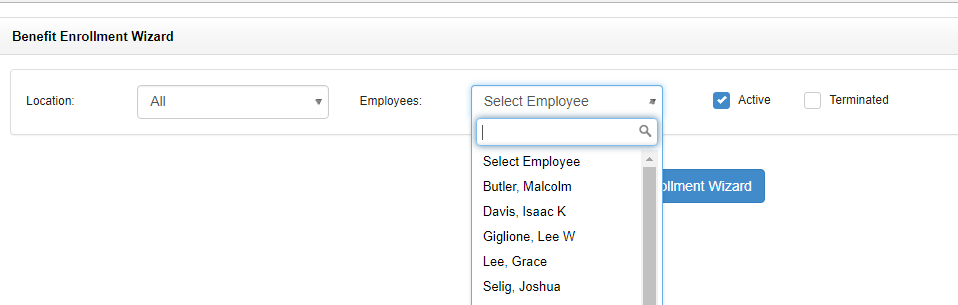 Benefit Enrollment Wizard
Location: All Employees: Select Employee Active Terminated
Select Employee
Butler, Malcolm
ollment Wizard
Davis, Isaac K
Giglione, Lee W
Lee, Grace
Selig, Joshua